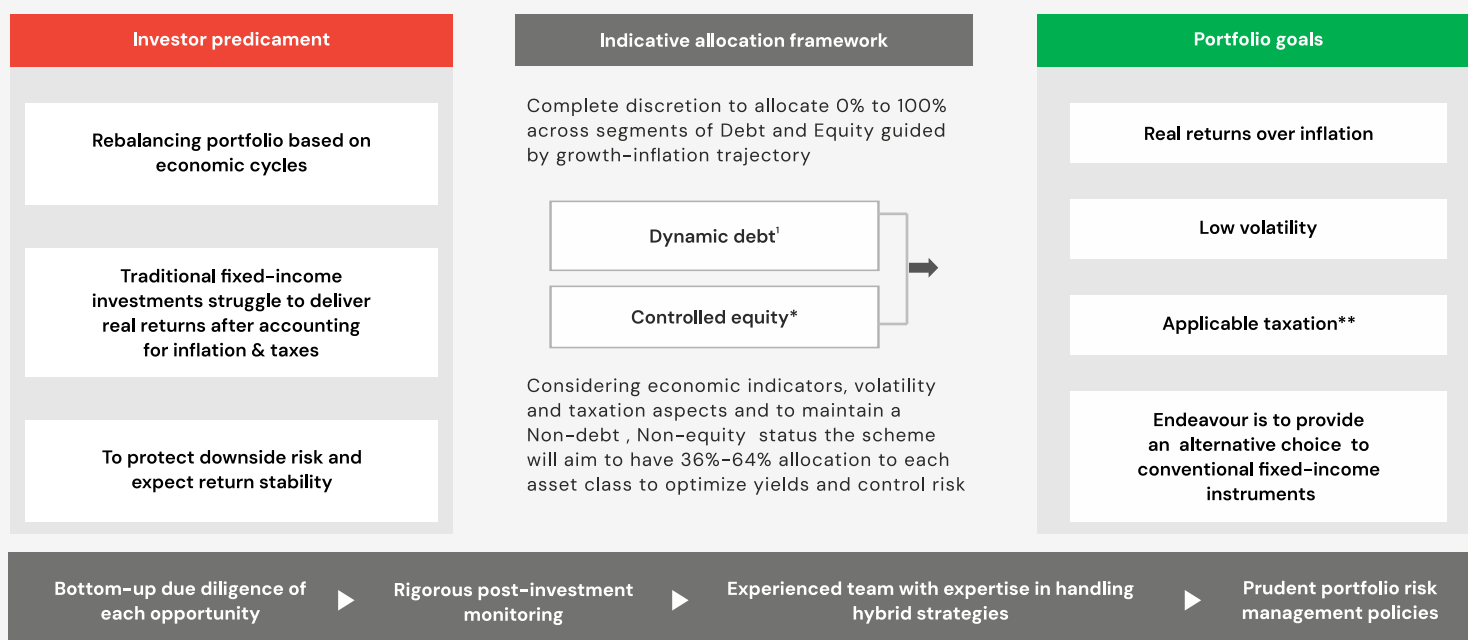 Investor predicament
Rebalancing portfolio based on
economic cycles
Traditional fixed-income
investments struggle to deliver
real returns after accounting
for inflation & taxes
To protect downside risk and
expect return stability
Indicative allocation framework
Complete discretion to allocate 0% to 100%
across segments of Debt and Equity guided
by growth-inflation trajectory
Dynamic debt¹
Controlled equity*
Considering economic indicators, volatility
and taxation aspects and to maintain a
Non-debt , Non-equity status the scheme
will aim to have 36%-64% allocation to each
asset class to optimize yields and control risk
Portfolio goals
Real returns over inflation
Low volatility
Applicable taxation**
Endeavour is to provide
an alternative choice to
conventional fixed-income
instruments
Bottom-up due diligence of
each opportunity
Rigorous post-investment
monitoring
Experienced team with expertise in handling
hybrid strategies
Prudent portfolio risk
management policies